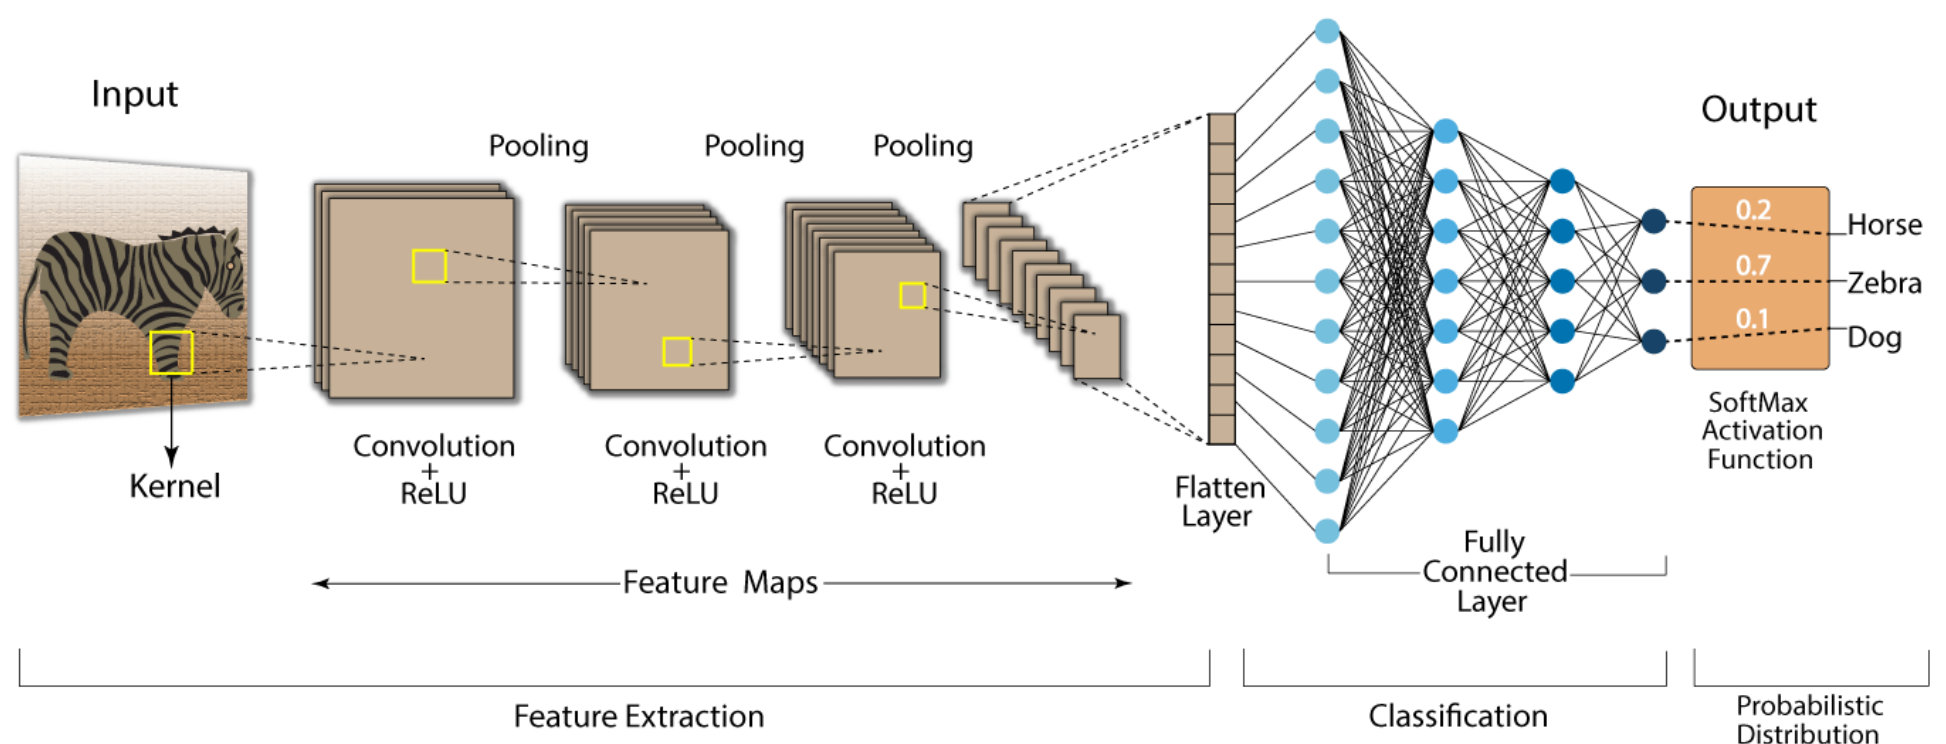 Input
Kernel
Pooling
Pooling
Pooling
Convolution
+
ReLU
Convolution
+
ReLU
Convolution
+
ReLU
Feature Maps
Feature Extraction
Flatten
Layer
Fully
Connected
Layer
Classification
Output
0.2
Horse
0.7
Zebra
0.1
Dog
SoftMax
Activation
Function
Probabilistic
Distribution